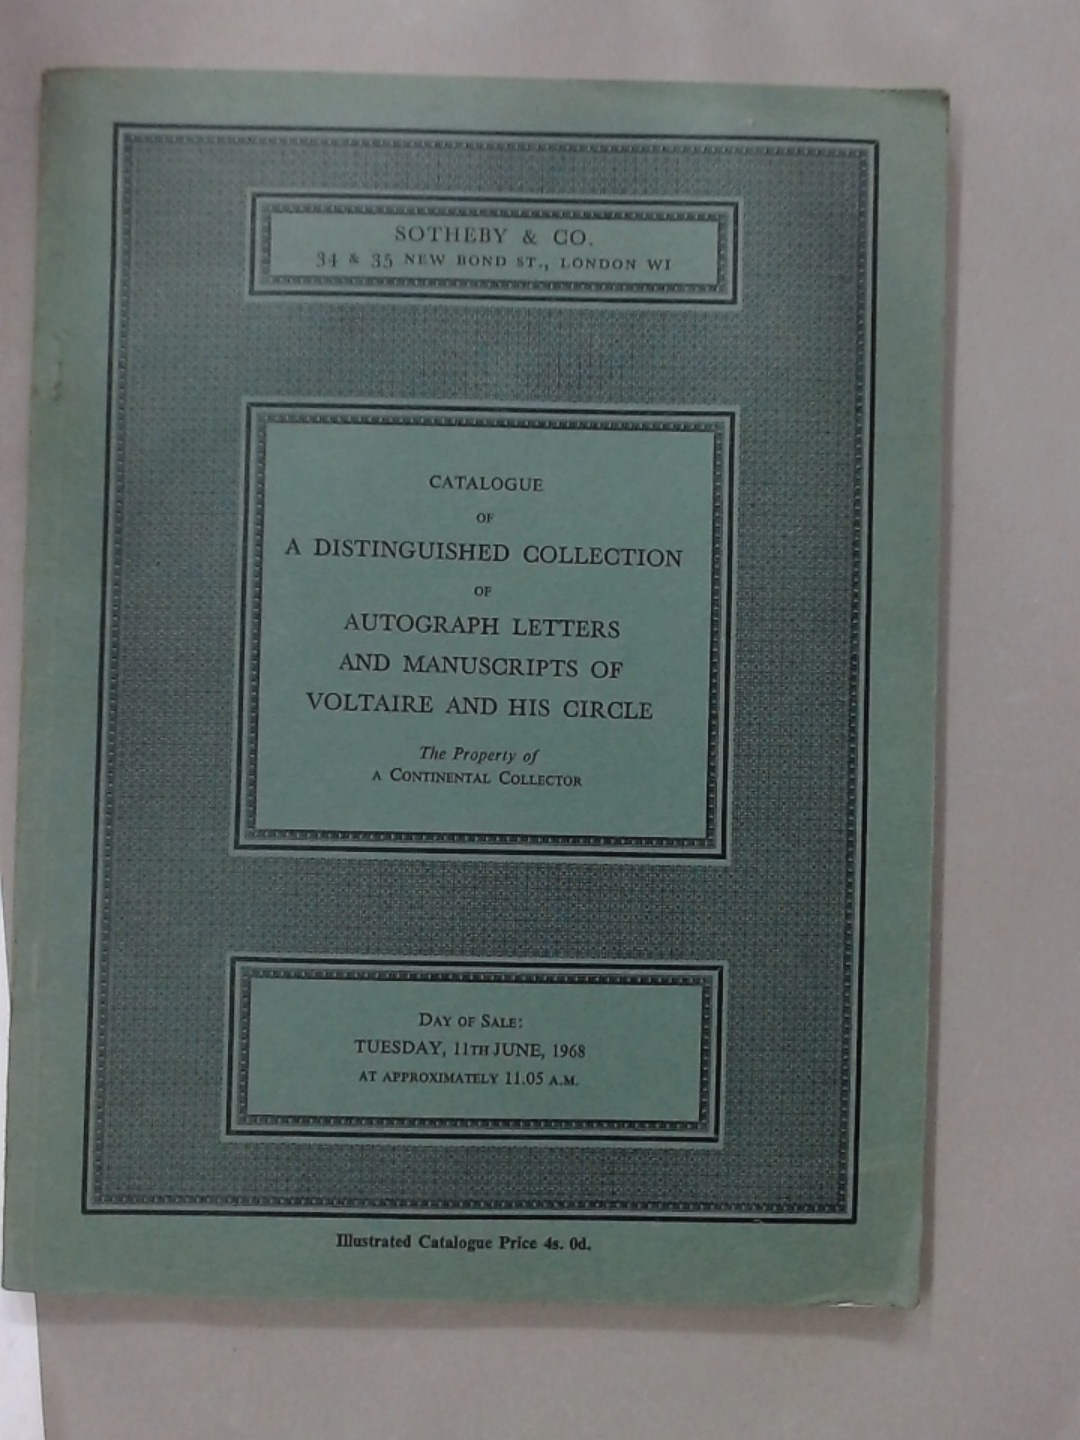 SOTHEBY & CO.
34 & 35 NEW BOND ST., LONDON W1
CATALOGUE
OF
A DISTINGUISHED COLLECTION
OF
AUTOGRAPH LETTERS
AND MANUSCRIPTS OF
VOLTAIRE AND HIS CIRCLE
The Property of
A CONTINENTAL COLLECTOR
DAY OF SALE:
TUESDAY, 11TH JUNE, 1968
AT APPROXIMATELY 11.05 A.M.
Illustrated Catalogue Price 4s. 0d.